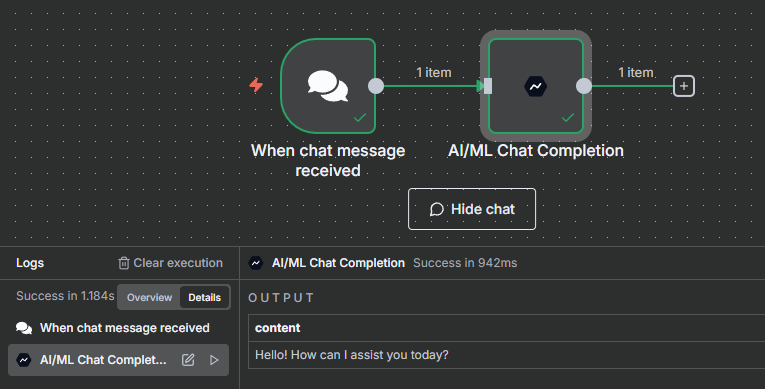 1 item
1 item
When chat message
received
AI/ML Chat Completion
Hide chat
Logs
Clear execution
AI/ML Chat Completion Success in 942ms
Success in 1.184s
Overview
Details
OUTPUT
When chat message received
content
AI/ML Chat Complet...
Hello! How can I assist you today?